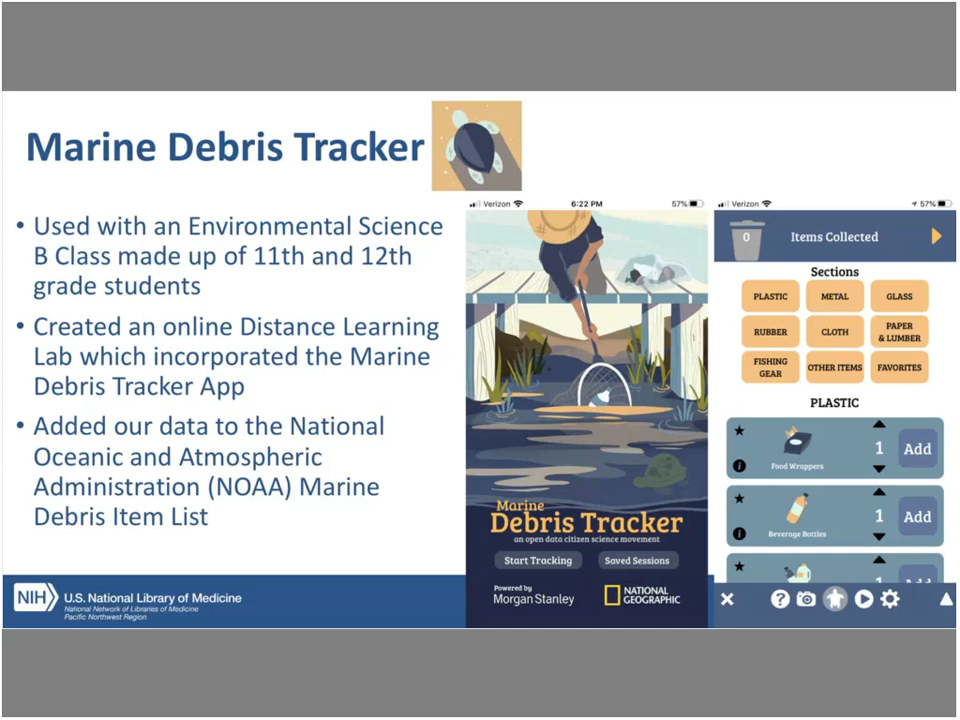 Marine Debris Tracker
• Used with an Environmental Science
B Class made up of 11th and 12th
grade students
• Created an online Distance Learning
Lab which incorporated the Marine
Debris Tracker App
• Added our data to the National
Oceanic and Atmospheric
Administration (NOAA) Marine
Debris Item List
NIH
U.S. National Library of Medicine
National Network of Libraries of Medicine
Pacific Northwest Region
Verizon 6:22 PM 57%
Marine
Debris Tracker
an open data citizen science movement
Start Tracking Saved Sessions
Powered by
Morgan Stanley
NATIONAL
GEOGRAPHIC
Verizon 57%
0 Items Collected
Sections
PLASTIC METAL GLASS
RUBBER CLOTH PAPER
& LUMBER
FISHING
GEAR OTHER ITEMS FAVORITES
PLASTIC
1 Add
Food Wrappers
1 Add
Beverage Bottles